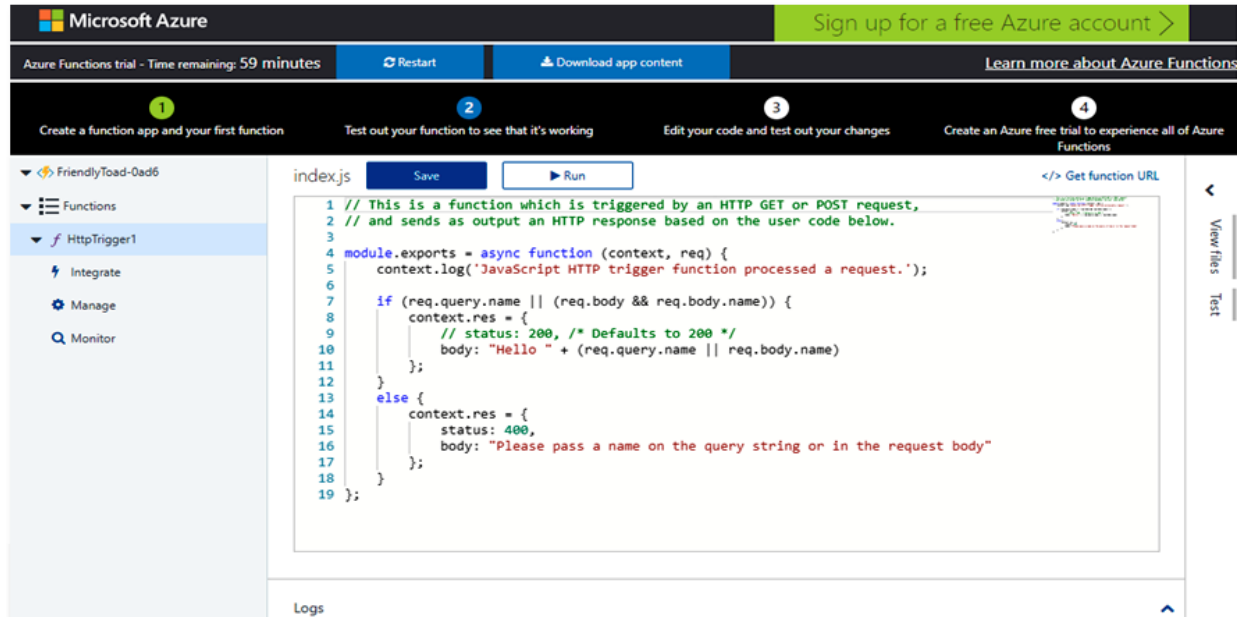 Microsoft Azure
Sign up for a free Azure account >
Azure Functions trial - Time remaining: 59 minutes
Restart
Download app content
Learn more about Azure Functions
1
2
3
4
Create a function app and your first function
Test out your function to see that it's working
Edit your code and test out your changes
Create an Azure free trial to experience all of Azure
Functions
FriendlyToad-0ad6
Functions
f HttpTrigger1
Integrate
Manage
Monitor
index.js
Save
Run
</> Get function URL
1 // This is a function which is triggered by an HTTP GET or POST request,
2 // and sends as output an HTTP response based on the user code below.
3
4 module.exports = async function (context, req) {
5     context.log('JavaScript HTTP trigger function processed a request.');
6
7     if (req.query.name || (req.body && req.body.name)) {
8         context.res = {
9             // status: 200, /* Defaults to 200 */
10             body: "Hello " + (req.query.name || req.body.name)
11         };
12     }
13     else {
14         context.res = {
15             status: 400,
16             body: "Please pass a name on the query string or in the request body"
17         };
18     }
19 };
View files
Test
Logs